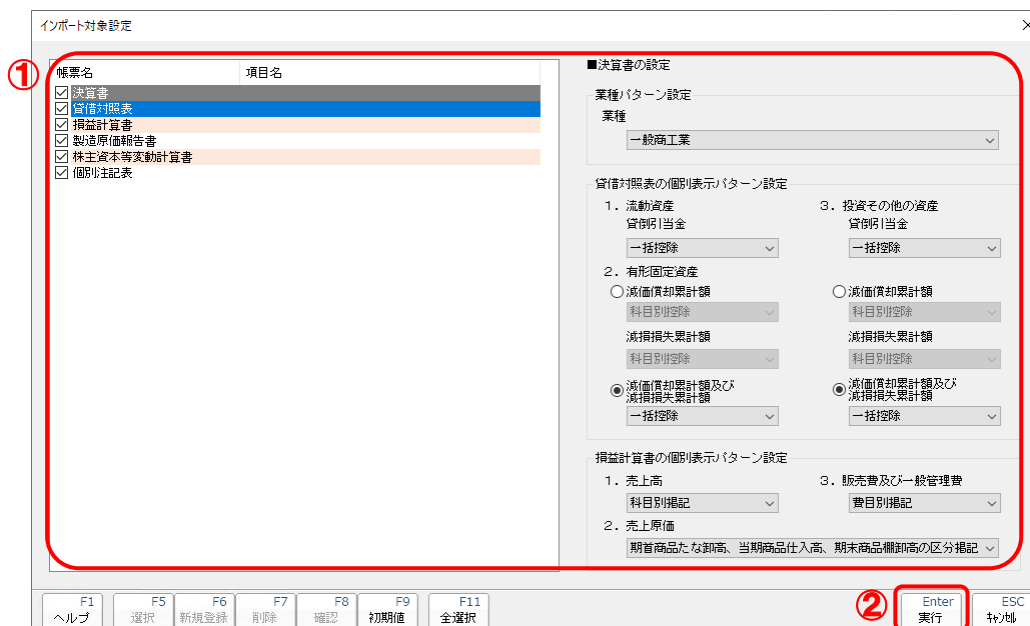 インポート対象設定
①
帳票名 項目名
決算書
貸借対照表
損益計算書
製造原価報告書
株主資本等変動計算書
個別注記表
■決算書の設定
業種パターン設定
業種
一般商工業
貸借対照表の個別表示パターン設定
1. 流動資産 3. 投資その他の資産
貸倒引当金 貸倒引当金
一括控除 一括控除
2. 有形固定資産
減価償却累計額 減価償却累計額
科目別控除 科目別控除
減損損失累計額 減損損失累計額
科目別控除 科目別控除
減価償却累計額及び 減価償却累計額及び
減損損失累計額 減損損失累計額
一括控除 一括控除
損益計算書の個別表示パターン設定
1. 売上高 3. 販売費及び一般管理費
科目別掲記 費目別掲記
2. 売上原価
期首商品たな卸高、当期商品仕入高、期末商品棚卸高の区分掲記
②
F1 F5 F6 F7 F8 F9 F11 Enter ESC
ヘルプ 選択 新規登録 削除 確認 初期値 全選択 実行 キャンセル